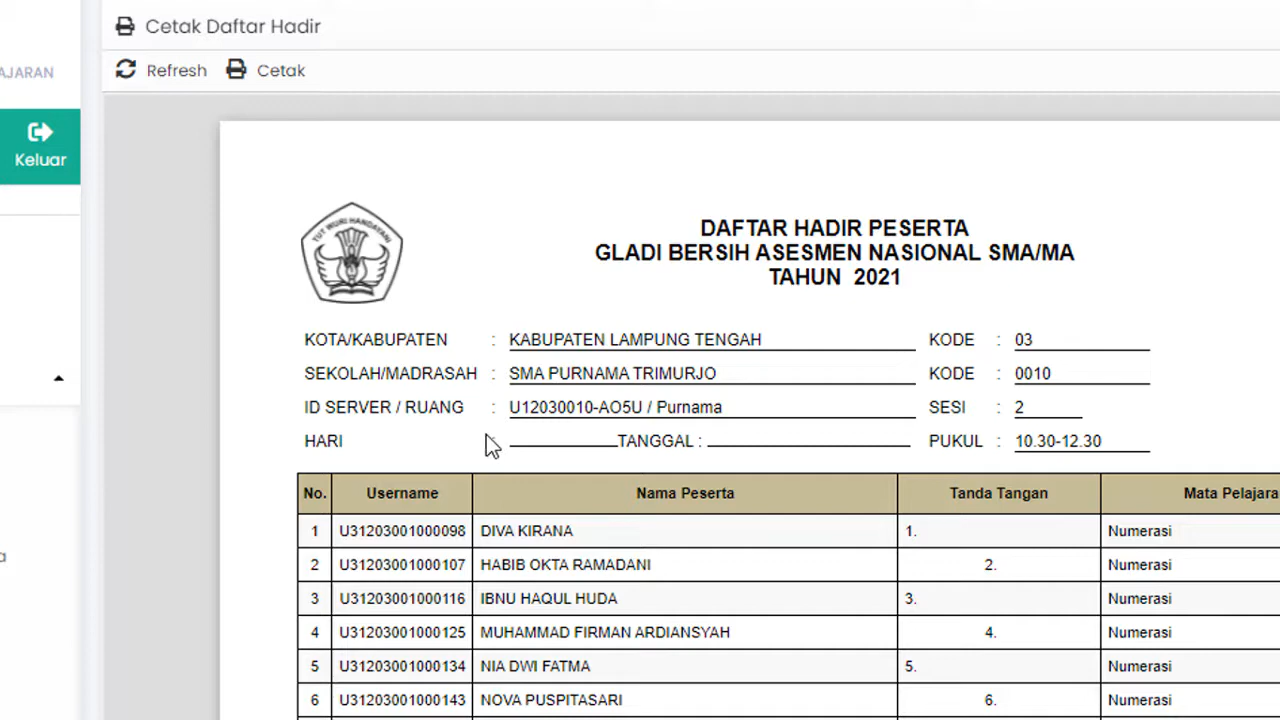 Cetak Daftar Hadir
AJARAN
Refresh Cetak
Keluar
TUT WURI HANDAYANI
DAFTAR HADIR PESERTA
GLADI BERSIH ASESMEN NASIONAL SMA/MA
TAHUN 2021
KOTA/KABUPATEN : KABUPATEN LAMPUNG TENGAH KODE : 03
SEKOLAH/MADRASAH : SMA PURNAMA TRIMURJO KODE : 0010
ID SERVER / RUANG : U12030010-AO5U / Purnama SESI : 2
HARI : TANGGAL : PUKUL : 10.30-12.30
No. Username Nama Peserta Tanda Tangan Mata Pelajara
1 U31203001000098 DIVA KIRANA 1. Numerasi
2 U31203001000107 HABIB OKTA RAMADANI 2. Numerasi
3 U31203001000116 IBNU HAQUL HUDA 3. Numerasi
4 U31203001000125 MUHAMMAD FIRMAN ARDIANSYAH 4. Numerasi
5 U31203001000134 NIA DWI FATMA 5. Numerasi
6 U31203001000143 NOVA PUSPITASARI 6. Numerasi
a